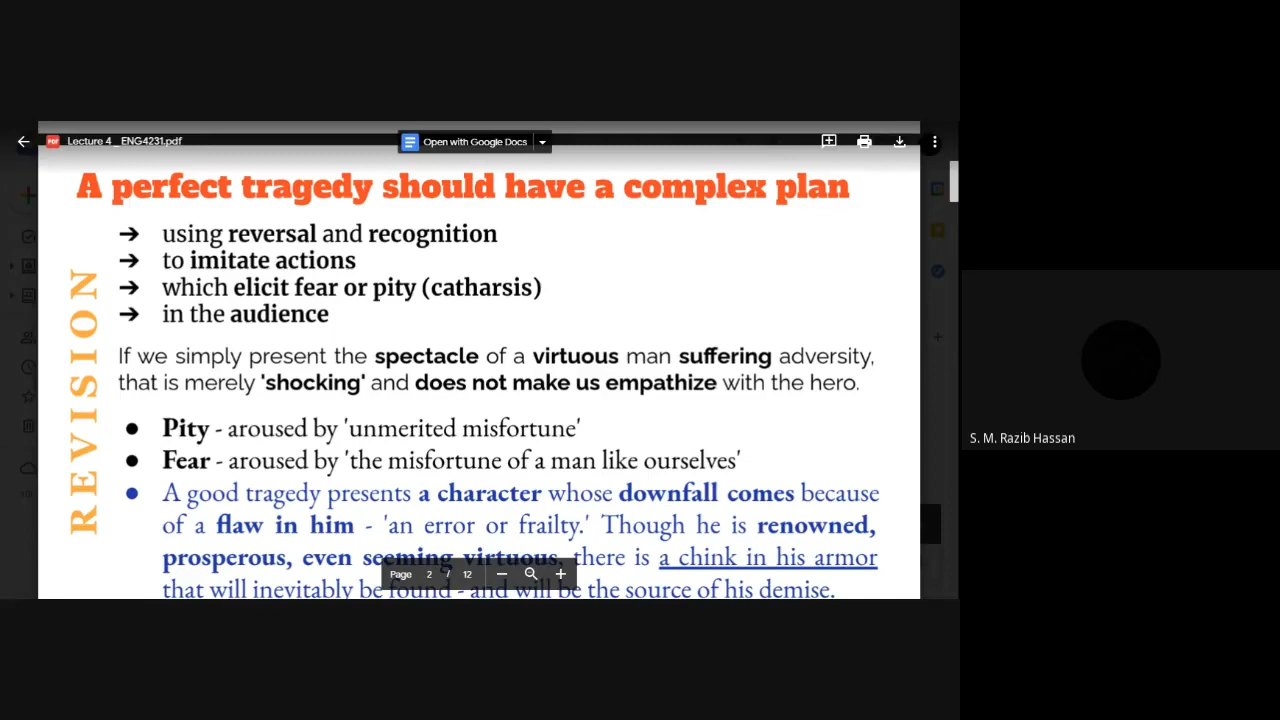 Lecture 4 _ ENG4231.pdf
Open with Google Docs
A perfect tragedy should have a complex plan
REVISION
➔ using reversal and recognition
➔ to imitate actions
➔ which elicit fear or pity (catharsis)
➔ in the audience
If we simply present the spectacle of a virtuous man suffering adversity,
that is merely 'shocking' and does not make us empathize with the hero.
● Pity - aroused by 'unmerited misfortune'
● Fear - aroused by 'the misfortune of a man like ourselves'
● A good tragedy presents a character whose downfall comes because
of a flaw in him - 'an error or frailty.' Though he is renowned,
prosperous, even seeming virtuous, there is a chink in his armor
that will inevitably be found - and will be the source of his demise.
Page 2 / 12
S. M. Razib Hassan